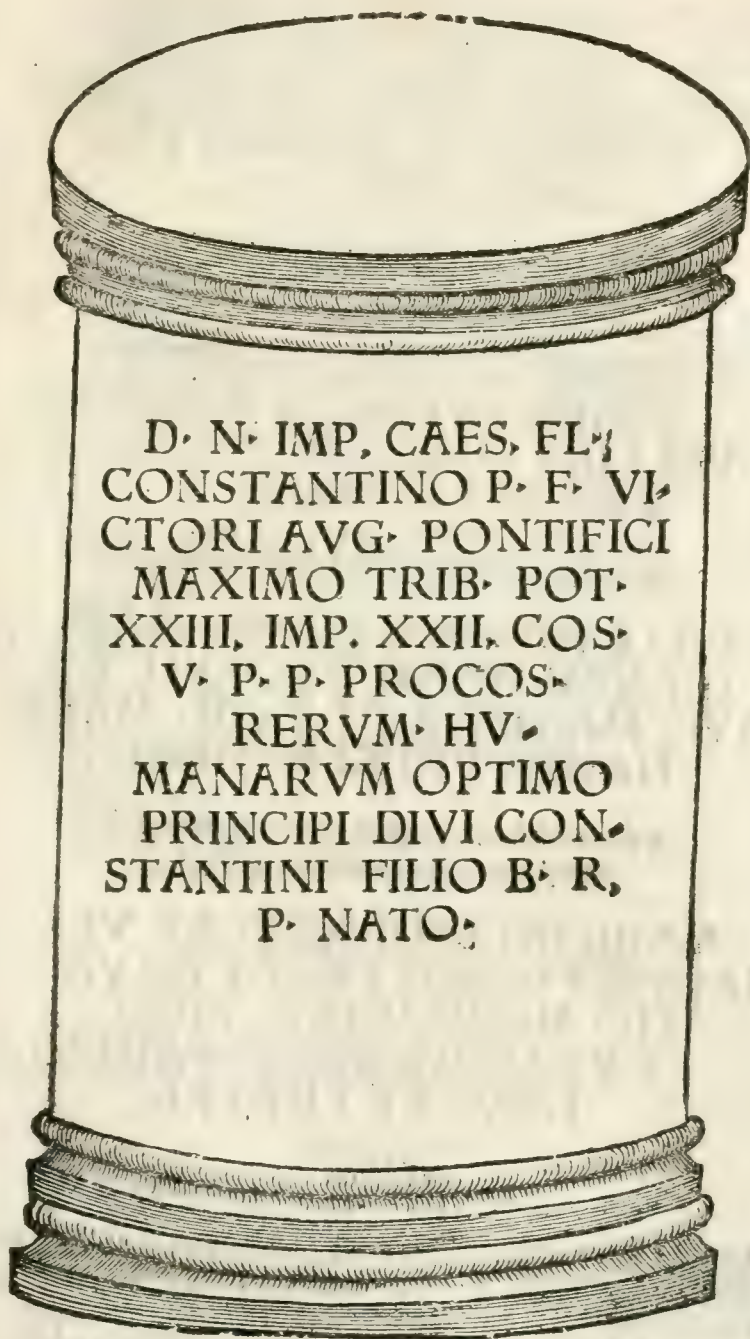 D· N· IMP. CAES. FL·
CONSTANTINO P· F· VI-
CTORI AVG· PONTIFICI
MAXIMO TRIB· POT·
XXIII. IMP. XXII. COS·
V· P· P· PROCOS·
RERVM· HV-
MANARVM OPTIMO
PRINCIPI DIVI CON-
STANTINI FILIO B· R,
P· NATO·